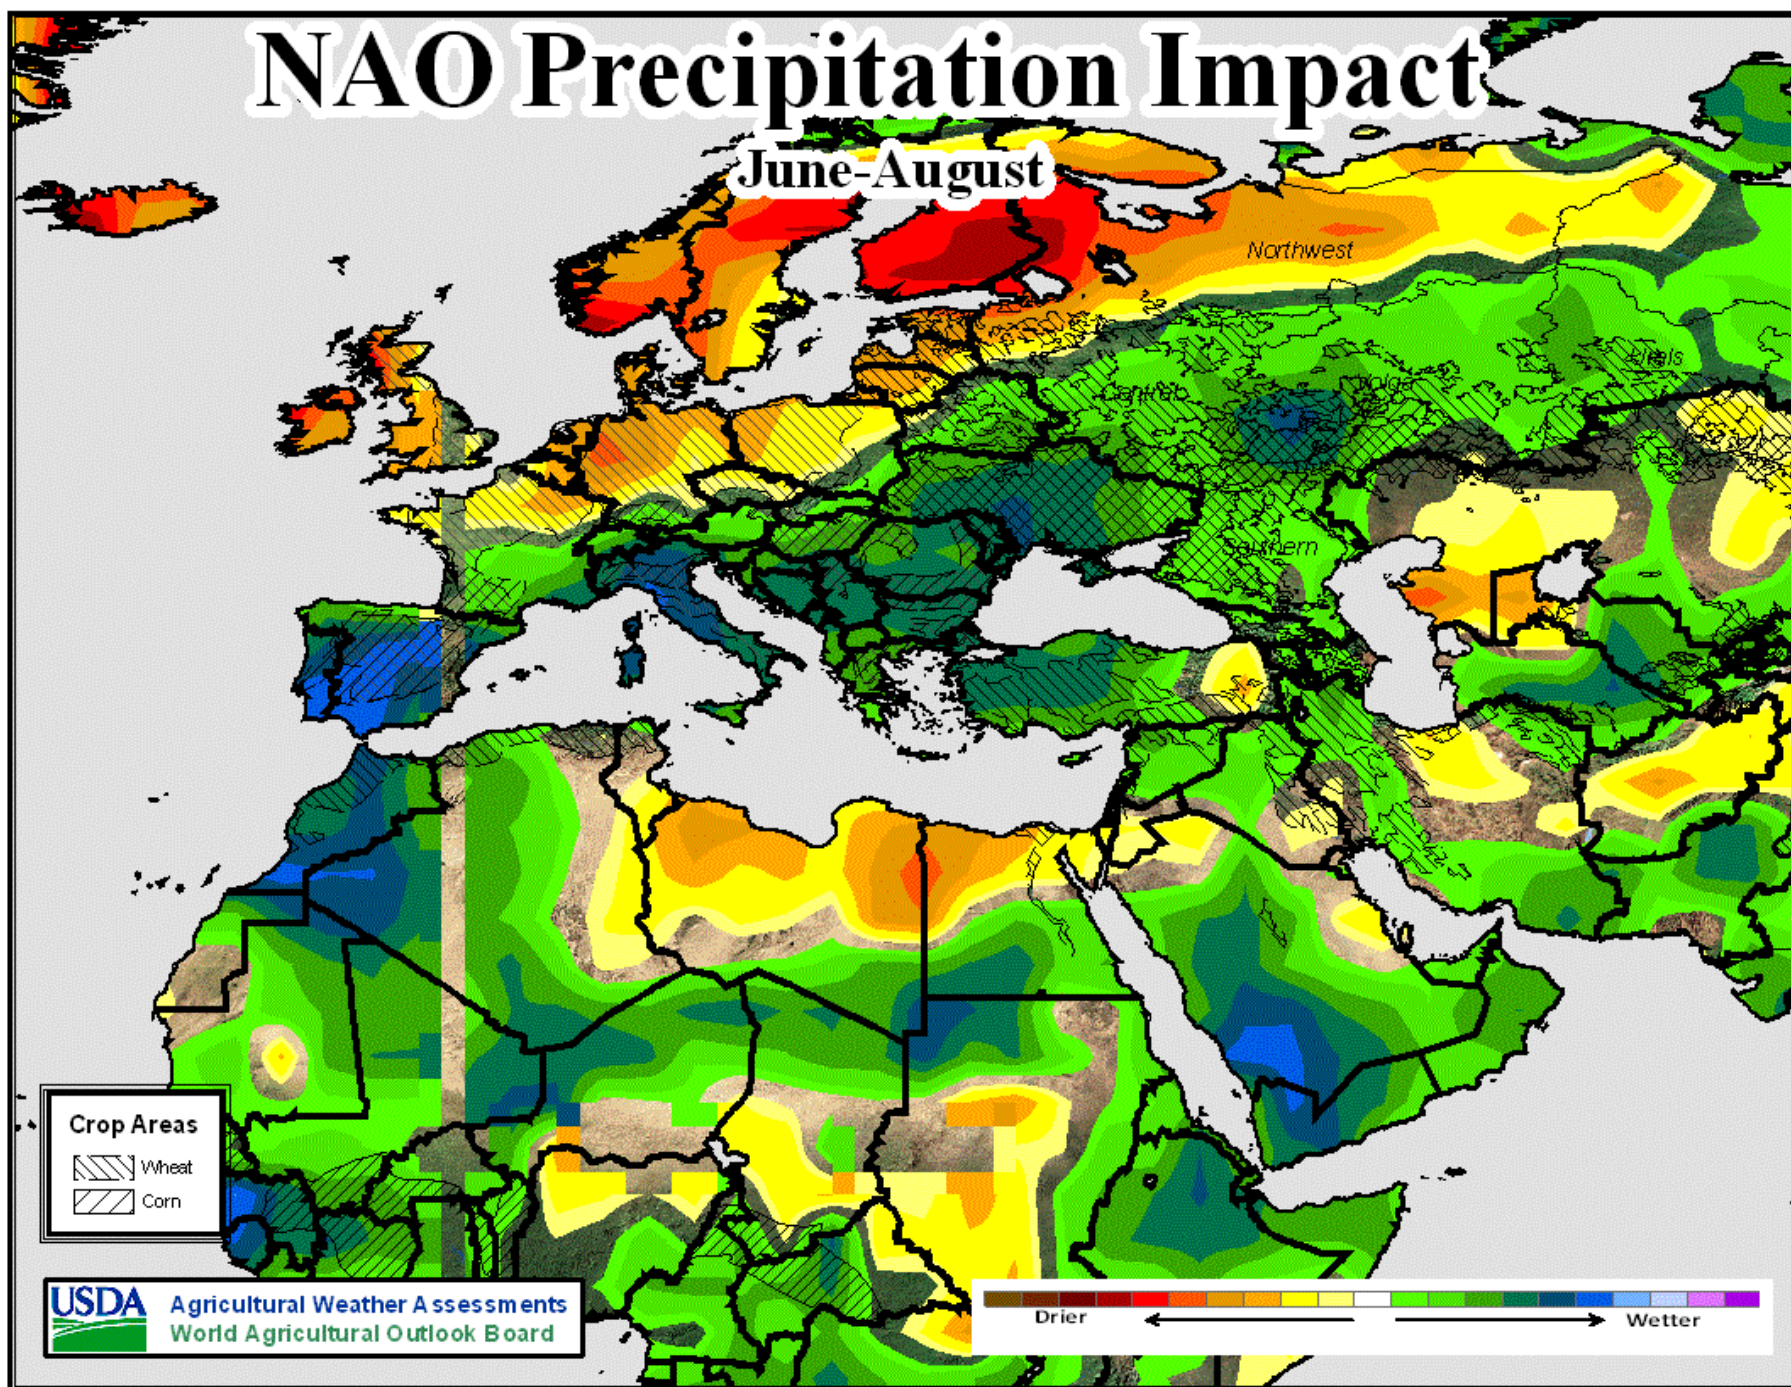 NAO Precipitation Impact
June-August
Northwest
Urals
Volga
Central
Southern
Crop Areas
Wheat
Corn
USDA
Agricultural Weather Assessments
World Agricultural Outlook Board
Drier
Wetter